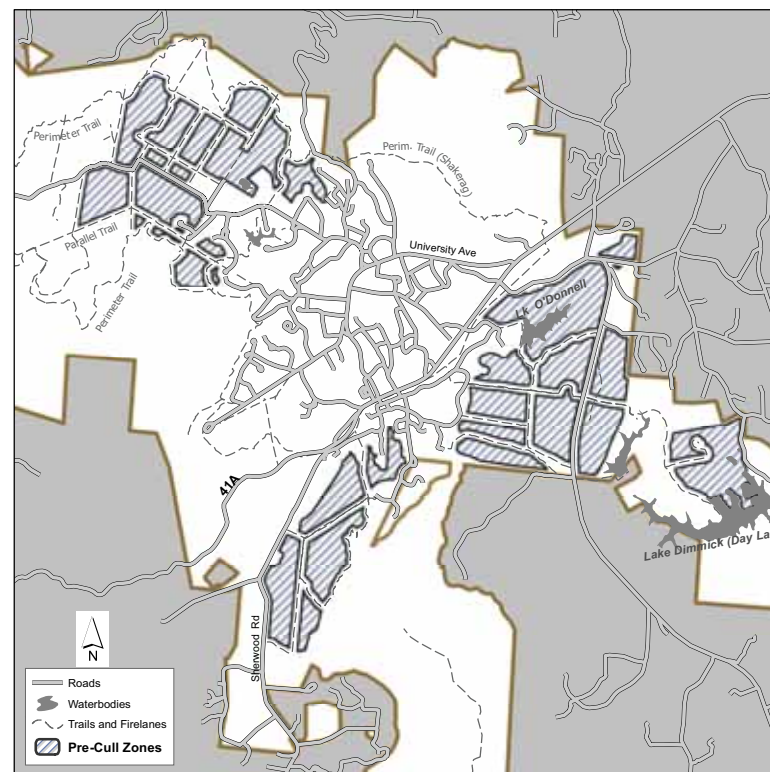 Perimeter Trail
Perim. Trail (Shakerag)
Parallel Trail
University Ave
Perimeter Trail
Lk O'Donnell
41A
Lake Dimmick (Day La
Sherwood Rd
N
Roads
Waterbodies
Trails and Firelanes
Pre-Cull Zones